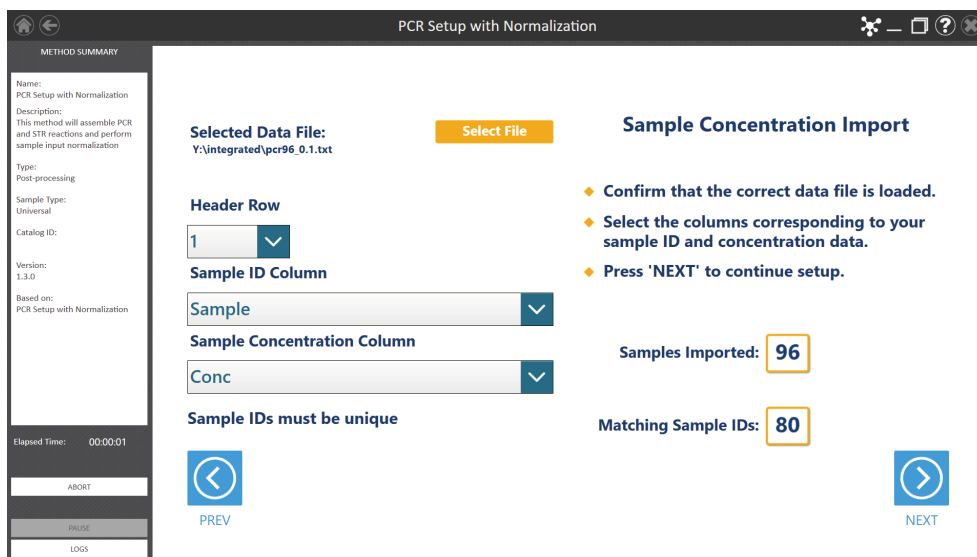 PCR Setup with Normalization
?
METHOD SUMMARY
Name:
PCR Setup with Normalization
Description:
This method will assemble PCR
and STR reactions and perform
sample input normalization
Type:
Post-processing
Sample Type:
Universal
Catalog ID:
Version:
1.3.0
Based on:
PCR Setup with Normalization
Elapsed Time: 00:00:01
ABORT
PAUSE
LOGS
Selected Data File:
Y:\integrated\pcr96_0.1.txt
Select File
Header Row
1
Sample ID Column
Sample
Sample Concentration Column
Conc
Sample IDs must be unique
PREV
Sample Concentration Import
Confirm that the correct data file is loaded.
Select the columns corresponding to your
sample ID and concentration data.
Press 'NEXT' to continue setup.
Samples Imported: 96
Matching Sample IDs: 80
NEXT